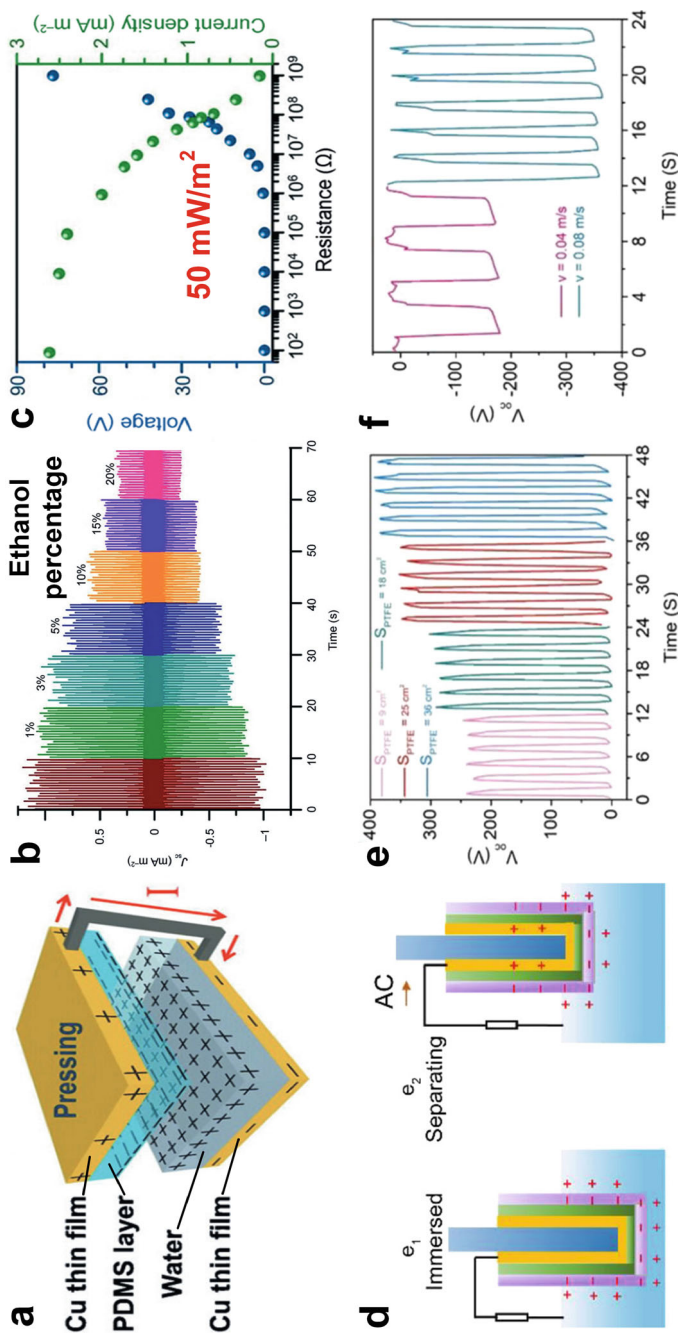 a
Cu thin film
PDMS layer
Water
Cu thin film
Pressing
I
b
Ethanol
percentage
1%
3%
5%
10%
15%
20%
J_sc (mA m⁻²)
0.5
0
-0.5
-1
0 10 20 30 40 50 60 70
Time (s)
c
Voltage (V)
90
60
30
0
Current density (mA m⁻²)
3
2
1
0
50 mW/m²
10² 10³ 10⁴ 10⁵ 10⁶ 10⁷ 10⁸ 10⁹
Resistance (Ω)
d
e₁
Immersed
e₂
Separating
AC
e
V_oc (V)
400
300
200
100
0
S_PTFE = 9 cm² S_PTFE = 18 cm²
S_PTFE = 25 cm²
S_PTFE = 36 cm²
0 6 12 18 24 30 36 42 48
Time (S)
f
V_oc (V)
0
-100
-200
-300
-400
v = 0.04 m/s
v = 0.08 m/s
0 4 8 12 16 20 24
Time (S)